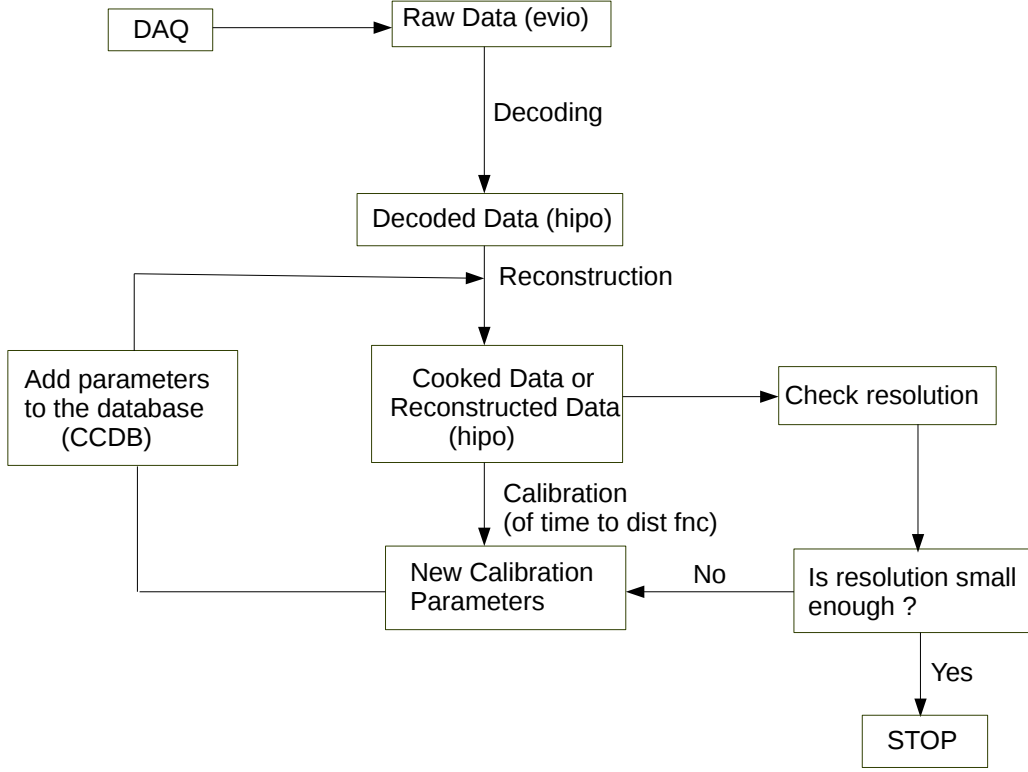 DAQ
Raw Data (evio)
Decoding
Decoded Data (hipo)
Reconstruction
Add parameters
to the database
(CCDB)
Cooked Data or
Reconstructed Data
(hipo)
Check resolution
Calibration
(of time to dist fnc)
New Calibration
Parameters
No
Is resolution small
enough ?
Yes
STOP